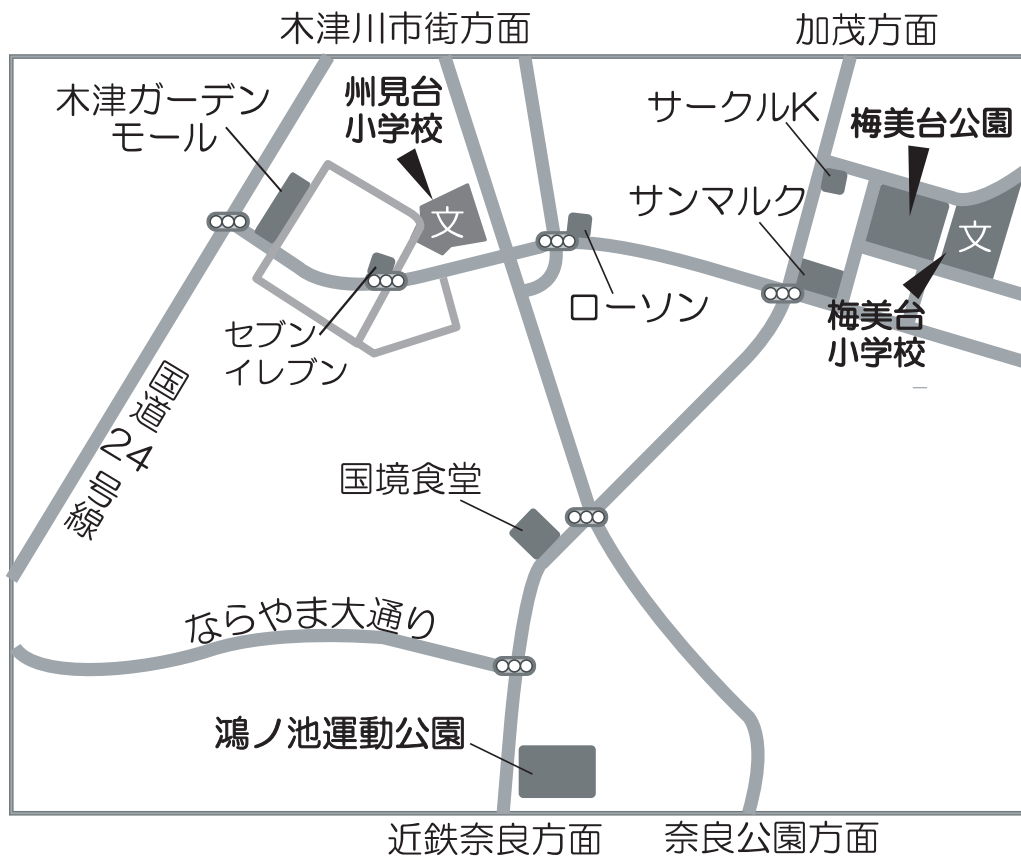 木津川市街方面
加茂方面
木津ガーデン
モール
州見台
小学校
文
サークルK
梅美台公園
サンマルク
文
梅美台
小学校
ローソン
セブン
イレブン
国道24号線
国境食堂
ならやま大通り
鴻ノ池運動公園
近鉄奈良方面
奈良公園方面